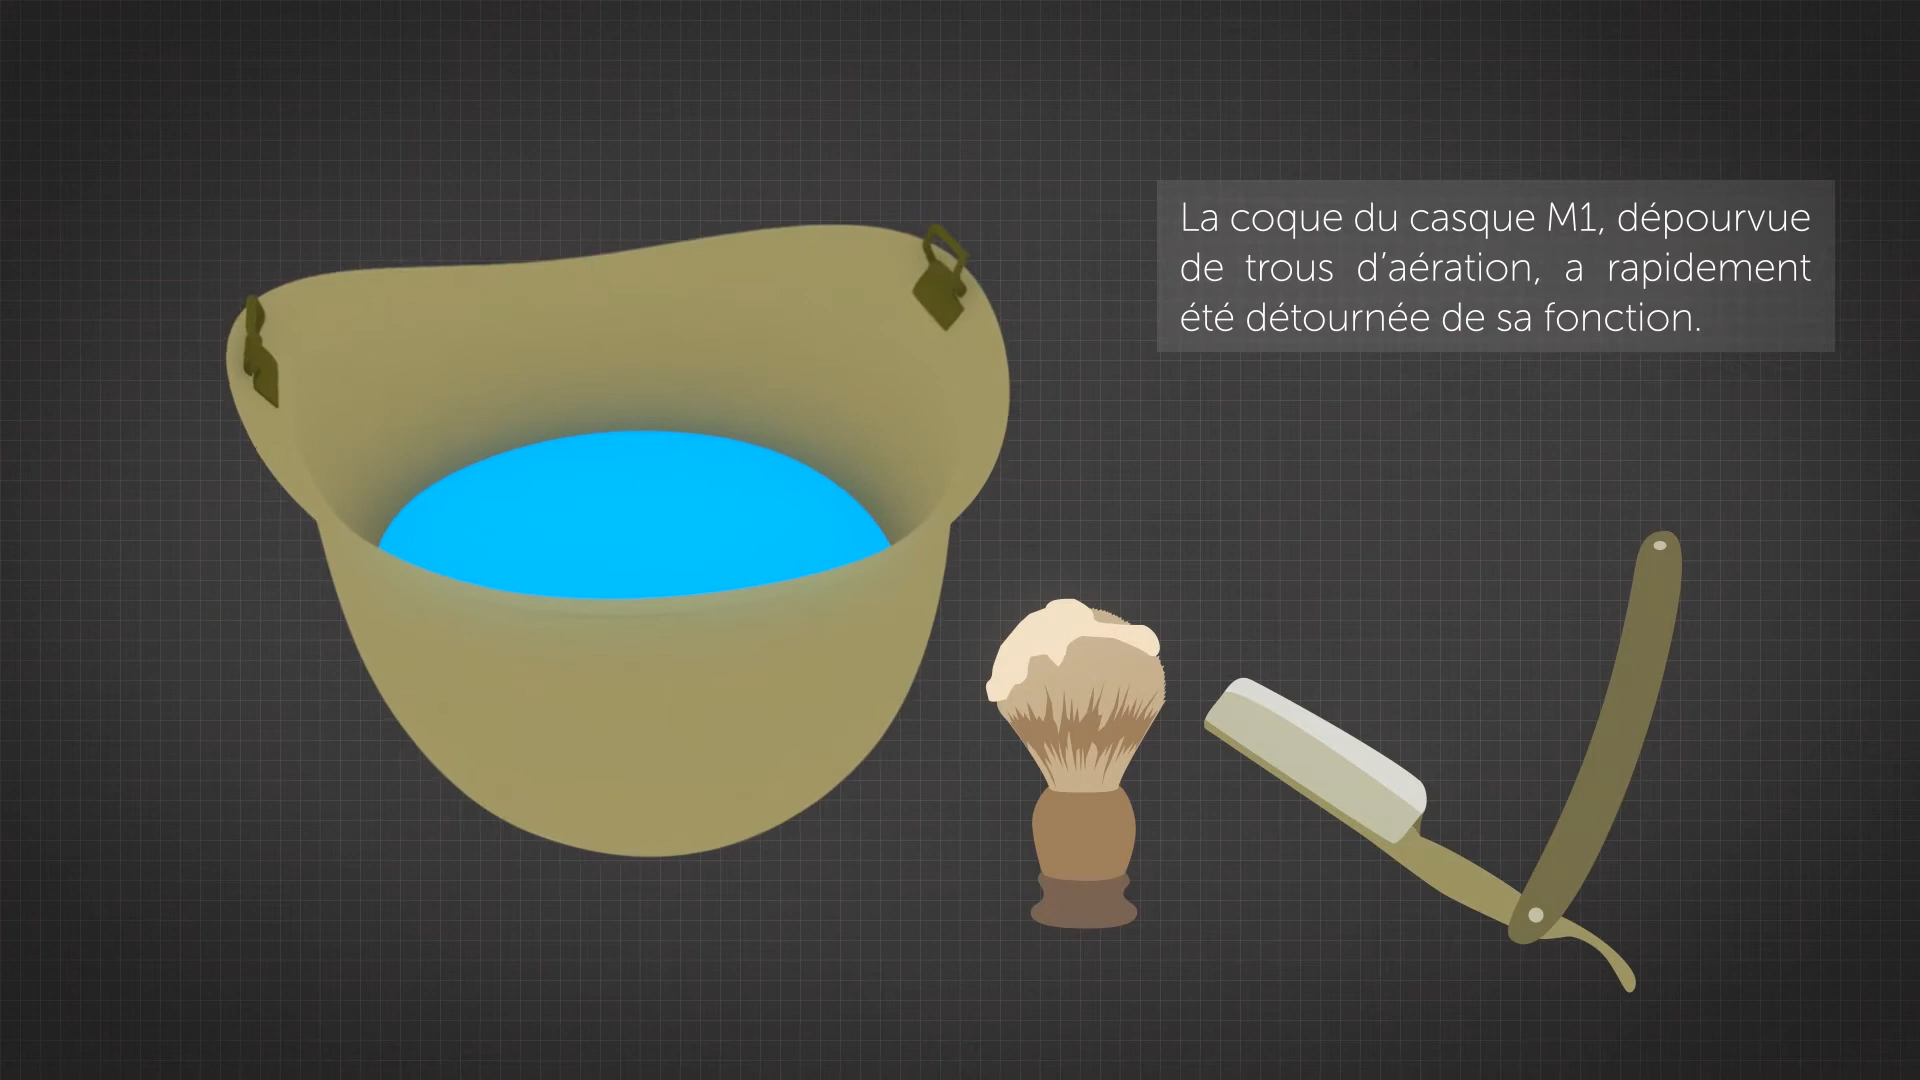 La coque du casque M1, dépourvue
de trous d’aération, a rapidement
été détournée de sa fonction.